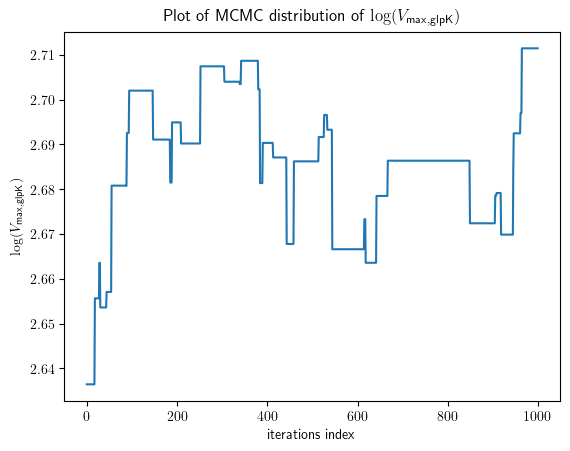 Plot of MCMC distribution of log(V_max,glpK)
log(V_max,glpK)
2.71
2.70
2.69
2.68
2.67
2.66
2.65
2.64
0 200 400 600 800 1000
iterations index